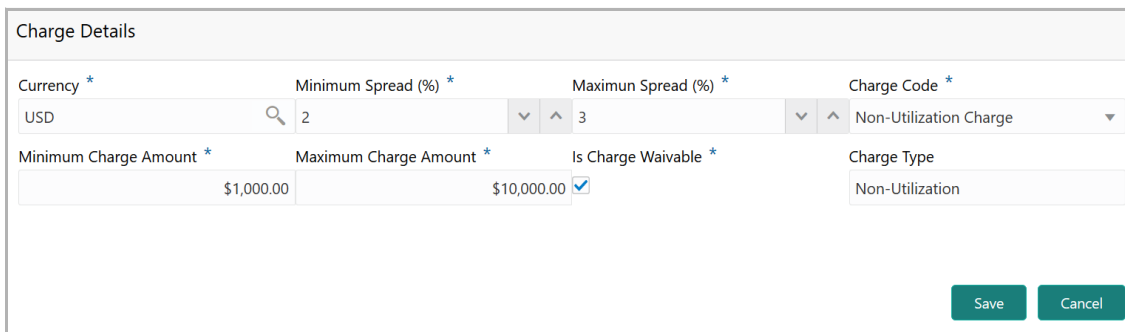 Charge Details
Currency * Minimum Spread (%) * Maximun Spread (%) * Charge Code *
USD 2 3 Non-Utilization Charge
Minimum Charge Amount * Maximum Charge Amount * Is Charge Waivable * Charge Type
$1,000.00 $10,000.00 Non-Utilization
Save Cancel